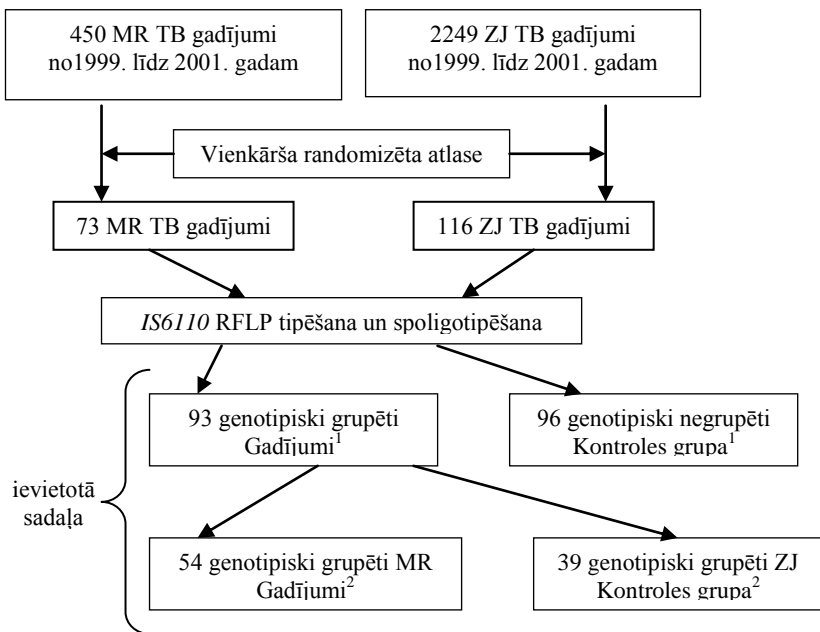 450 MR TB gadījumi
no1999. līdz 2001. gadam
2249 ZJ TB gadījumi
no1999. līdz 2001. gadam
Vienkārša randomizēta atlase
73 MR TB gadījumi
116 ZJ TB gadījumi
IS6110 RFLP tipēšana un spoligotipēšana
93 genotipiski grupēti
Gadījumi¹
96 genotipiski negrupēti
Kontroles grupa¹
ievietotā
sadaļa
54 genotipiski grupēti MR
Gadījumi²
39 genotipiski grupēti ZJ
Kontroles grupa²